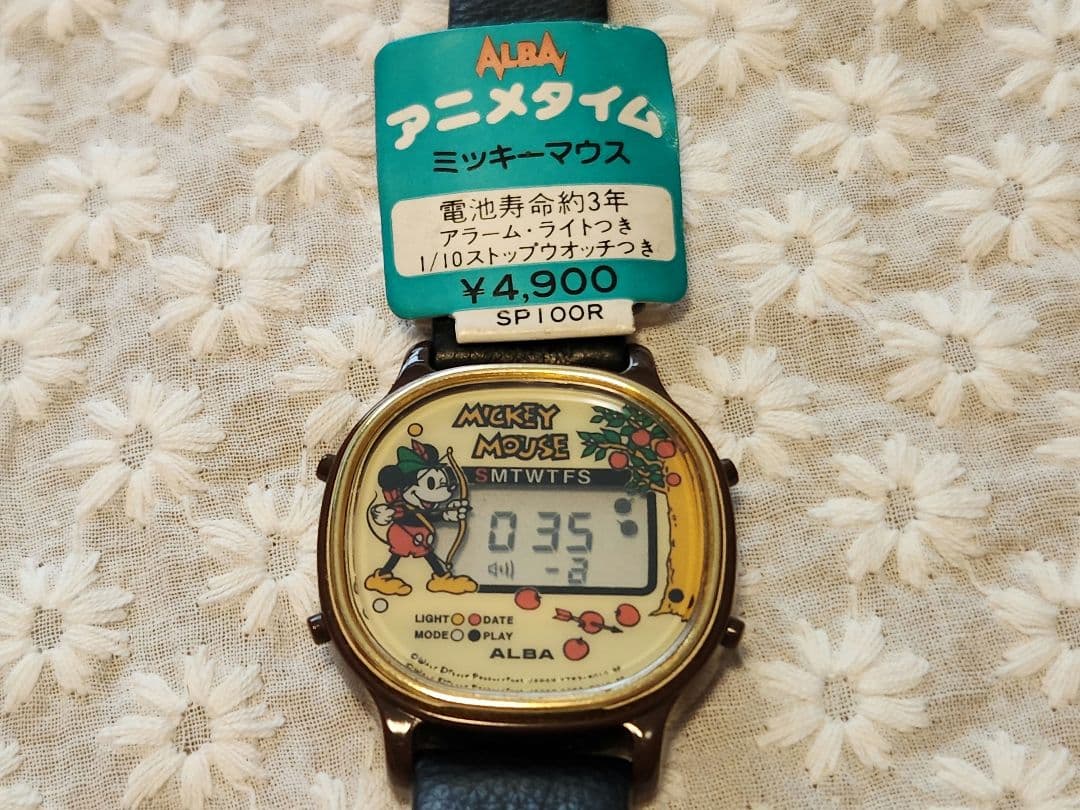 ALBA
アニメタイム
ミッキーマウス
電池寿命約3年
アラーム・ライトつき
1/10ストップウオッチつき
¥4,900
SP100R
MICKEY
MOUSE
SMTWTFS
0 35
LIGHT DATE
MODE PLAY
ALBA